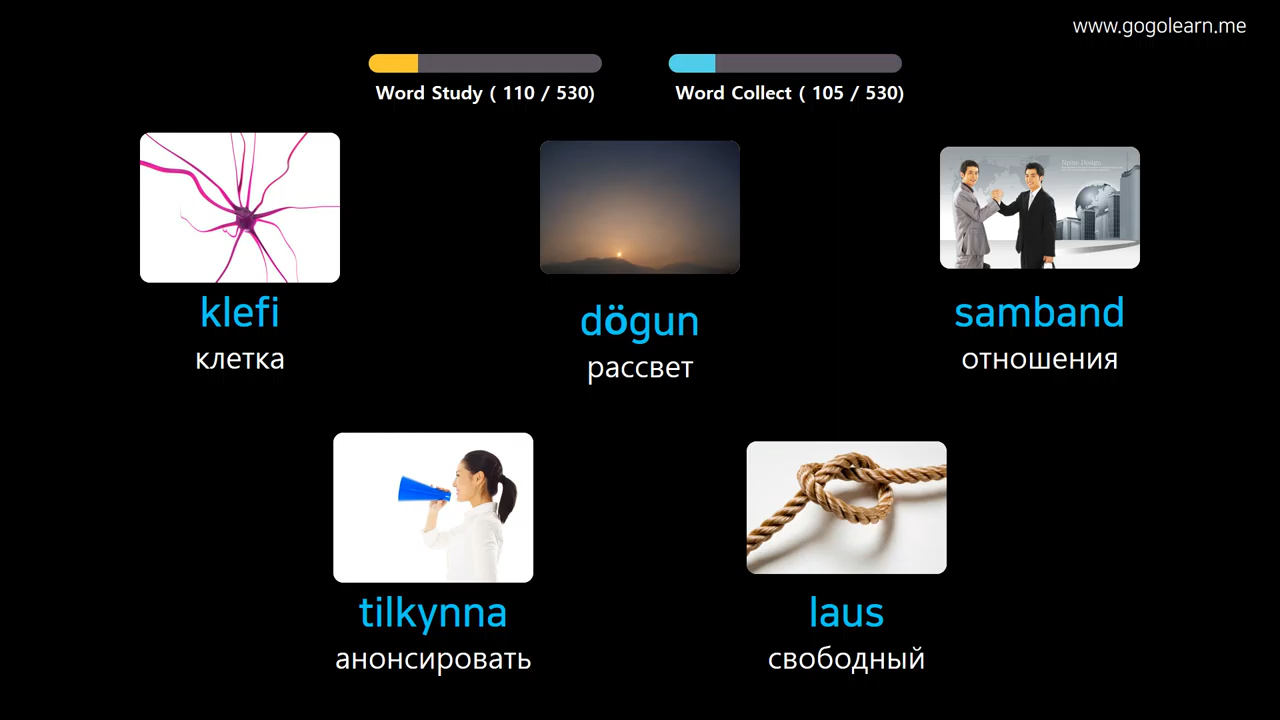 www.gogolearn.me
Word Study ( 110 / 530)
Word Collect ( 105 / 530)
klefi
клетка
dögun
рассвет
samband
отношения
tilkynna
анонсировать
laus
свободный